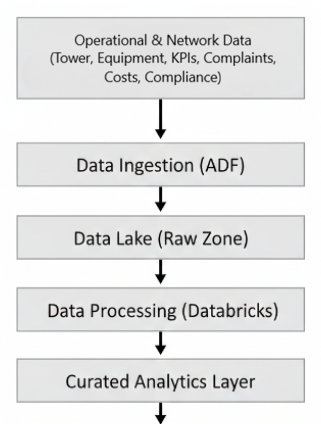 Operational & Network Data
(Tower, Equipment, KPIs, Complaints,
Costs, Compliance)
Data Ingestion (ADF)
Data Lake (Raw Zone)
Data Processing (Databricks)
Curated Analytics Layer